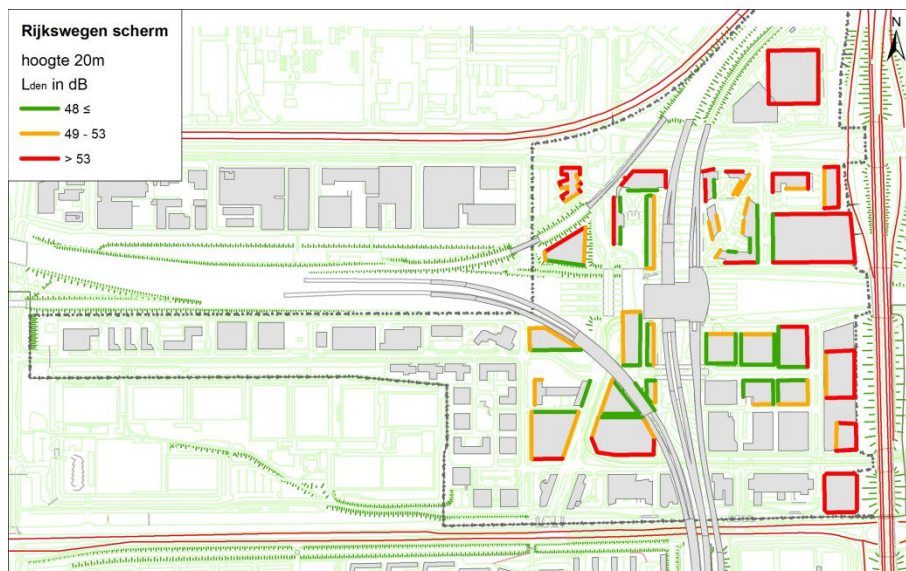 Rijkswegen scherm
hoogte 20m
Lden in dB
48 ≤
49 - 53
> 53
N